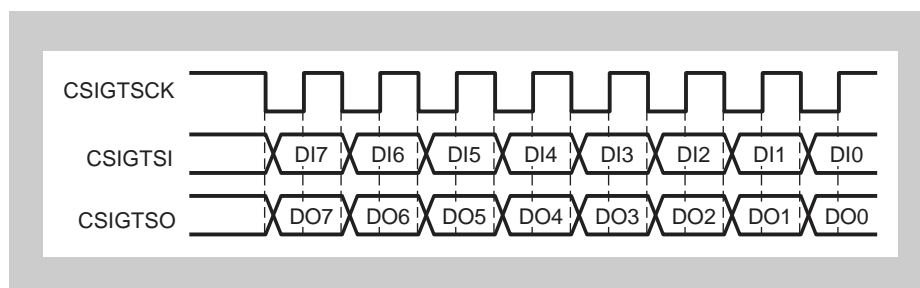 CSIGTSCK
CSIGTSI DI7 DI6 DI5 DI4 DI3 DI2 DI1 DI0
CSIGTSO DO7 DO6 DO5 DO4 DO3 DO2 DO1 DO0